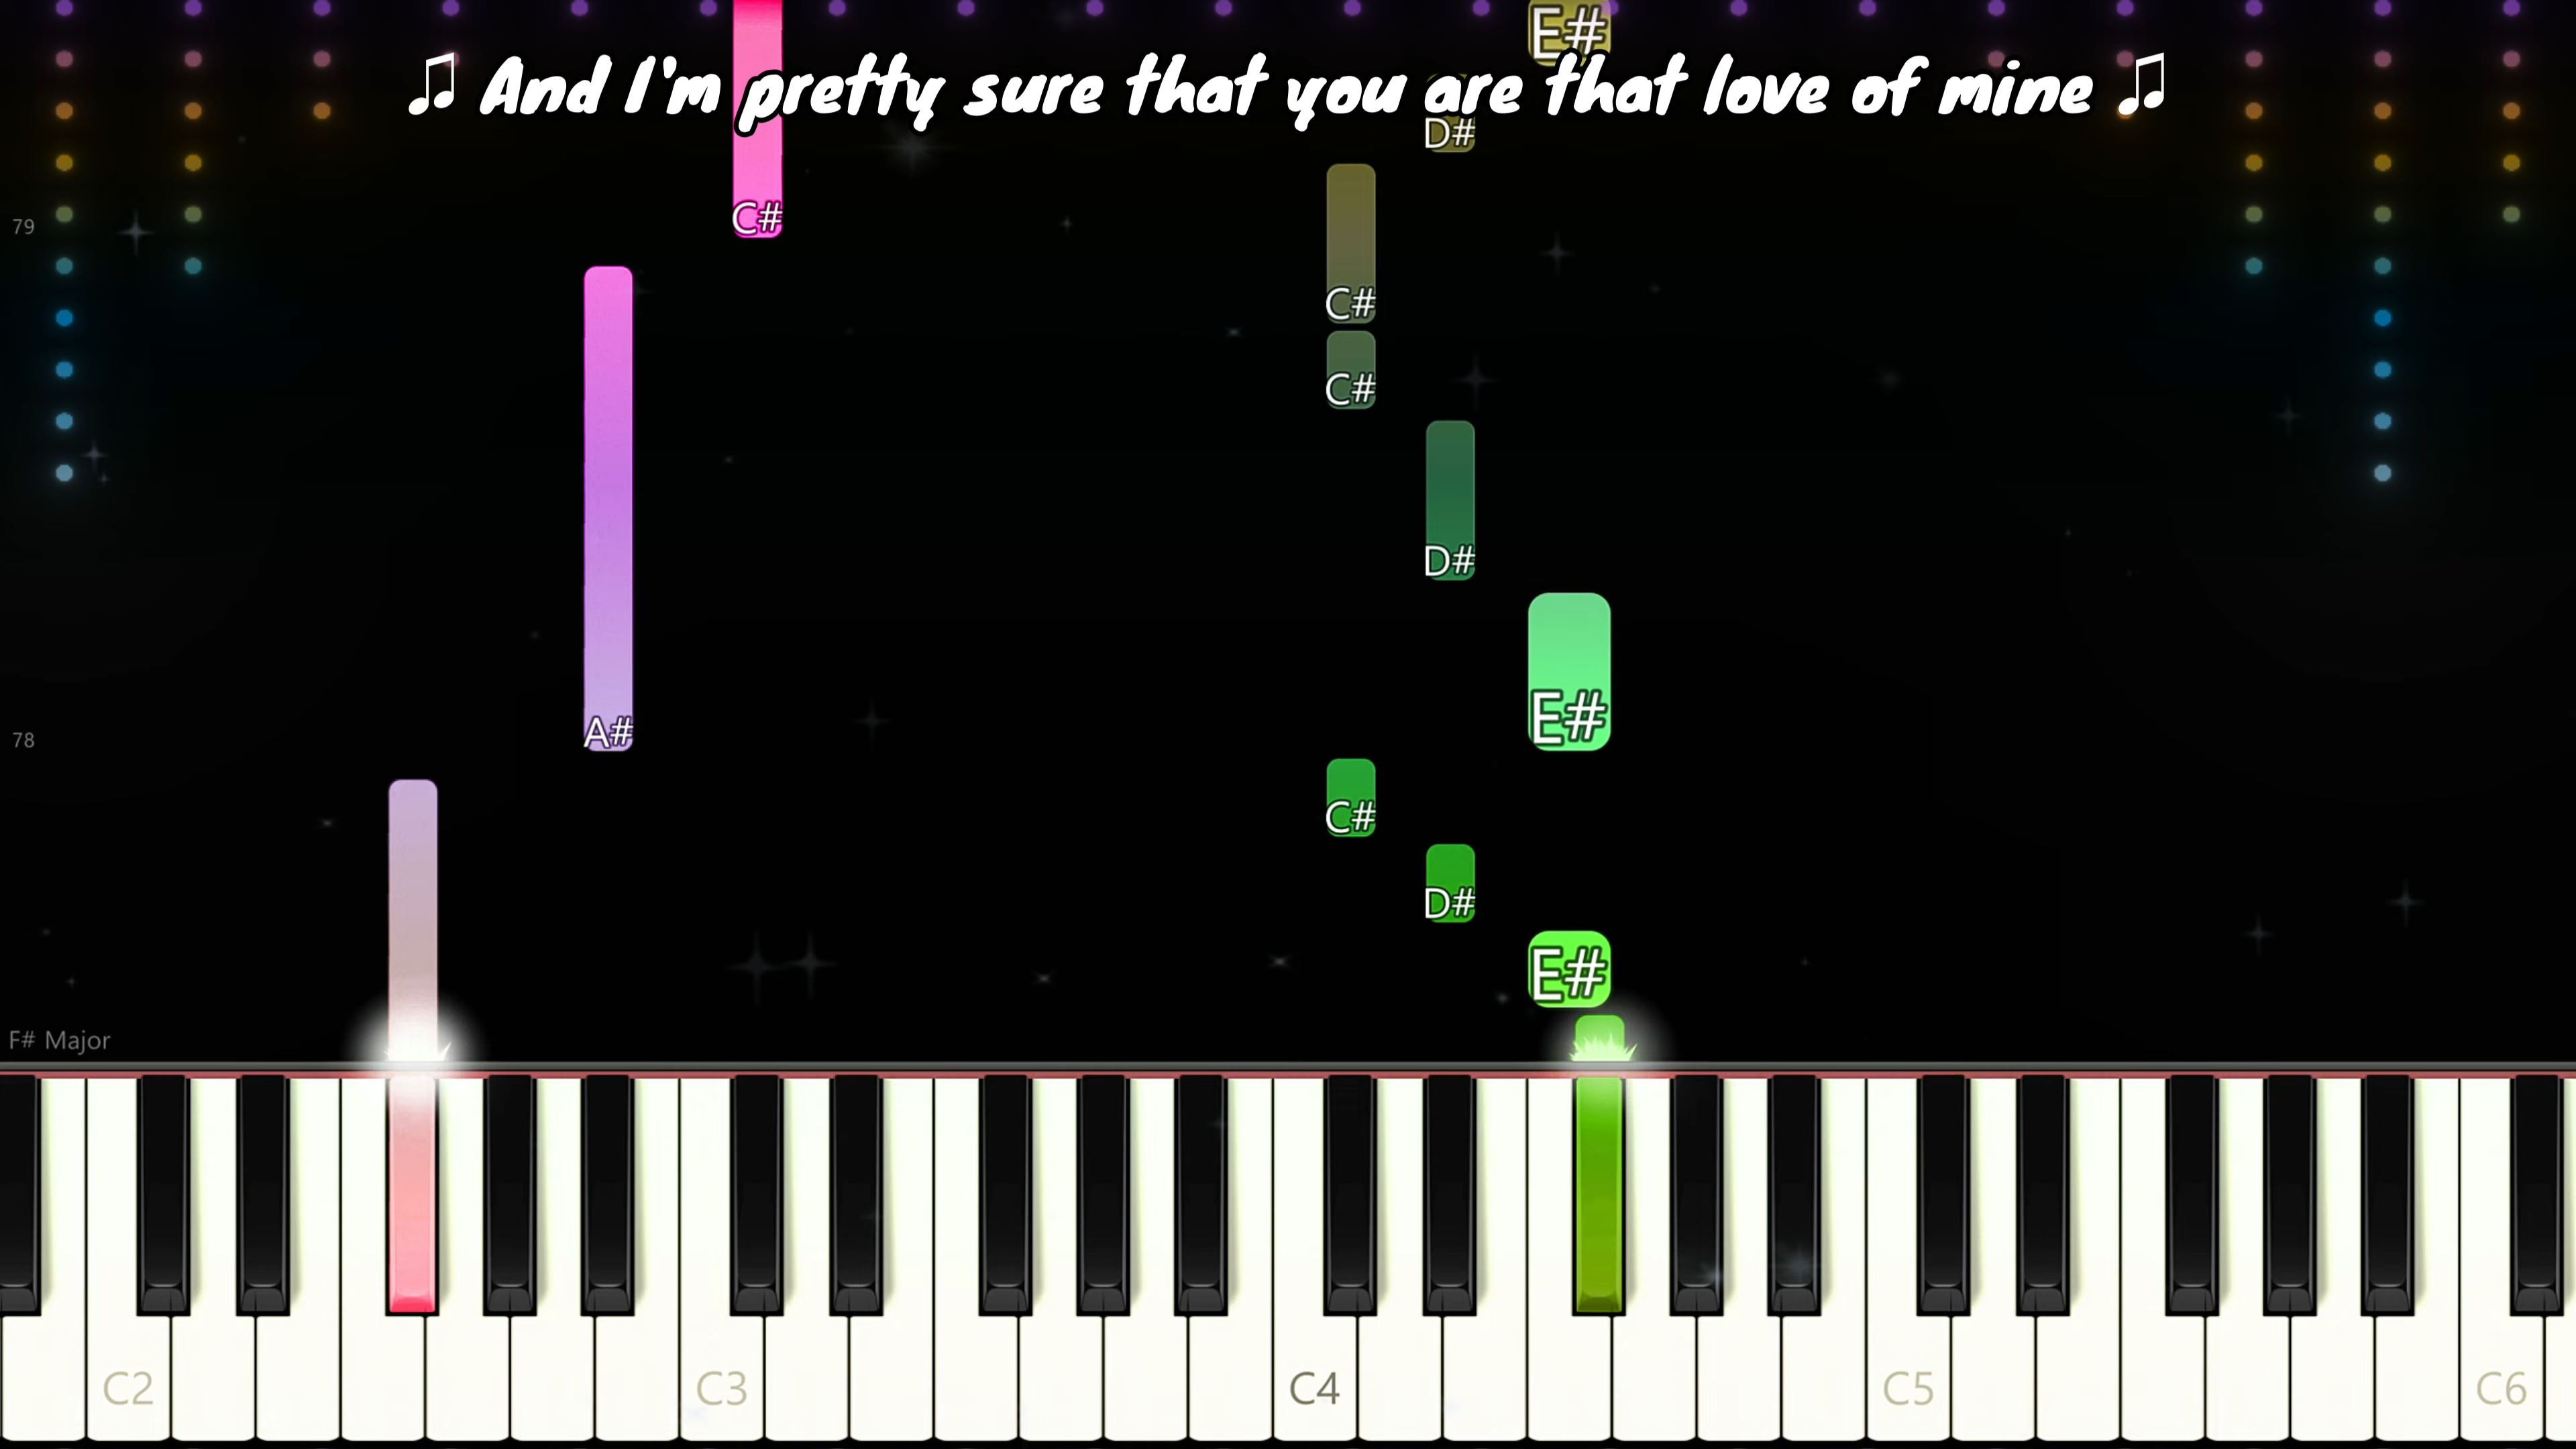 E#
♫ And I'm pretty sure that you are that love of mine ♫
D#
C#
79
C#
C#
D#
E#
A#
78
C#
D#
E#
F# Major
C2 C3 C4 C5 C6